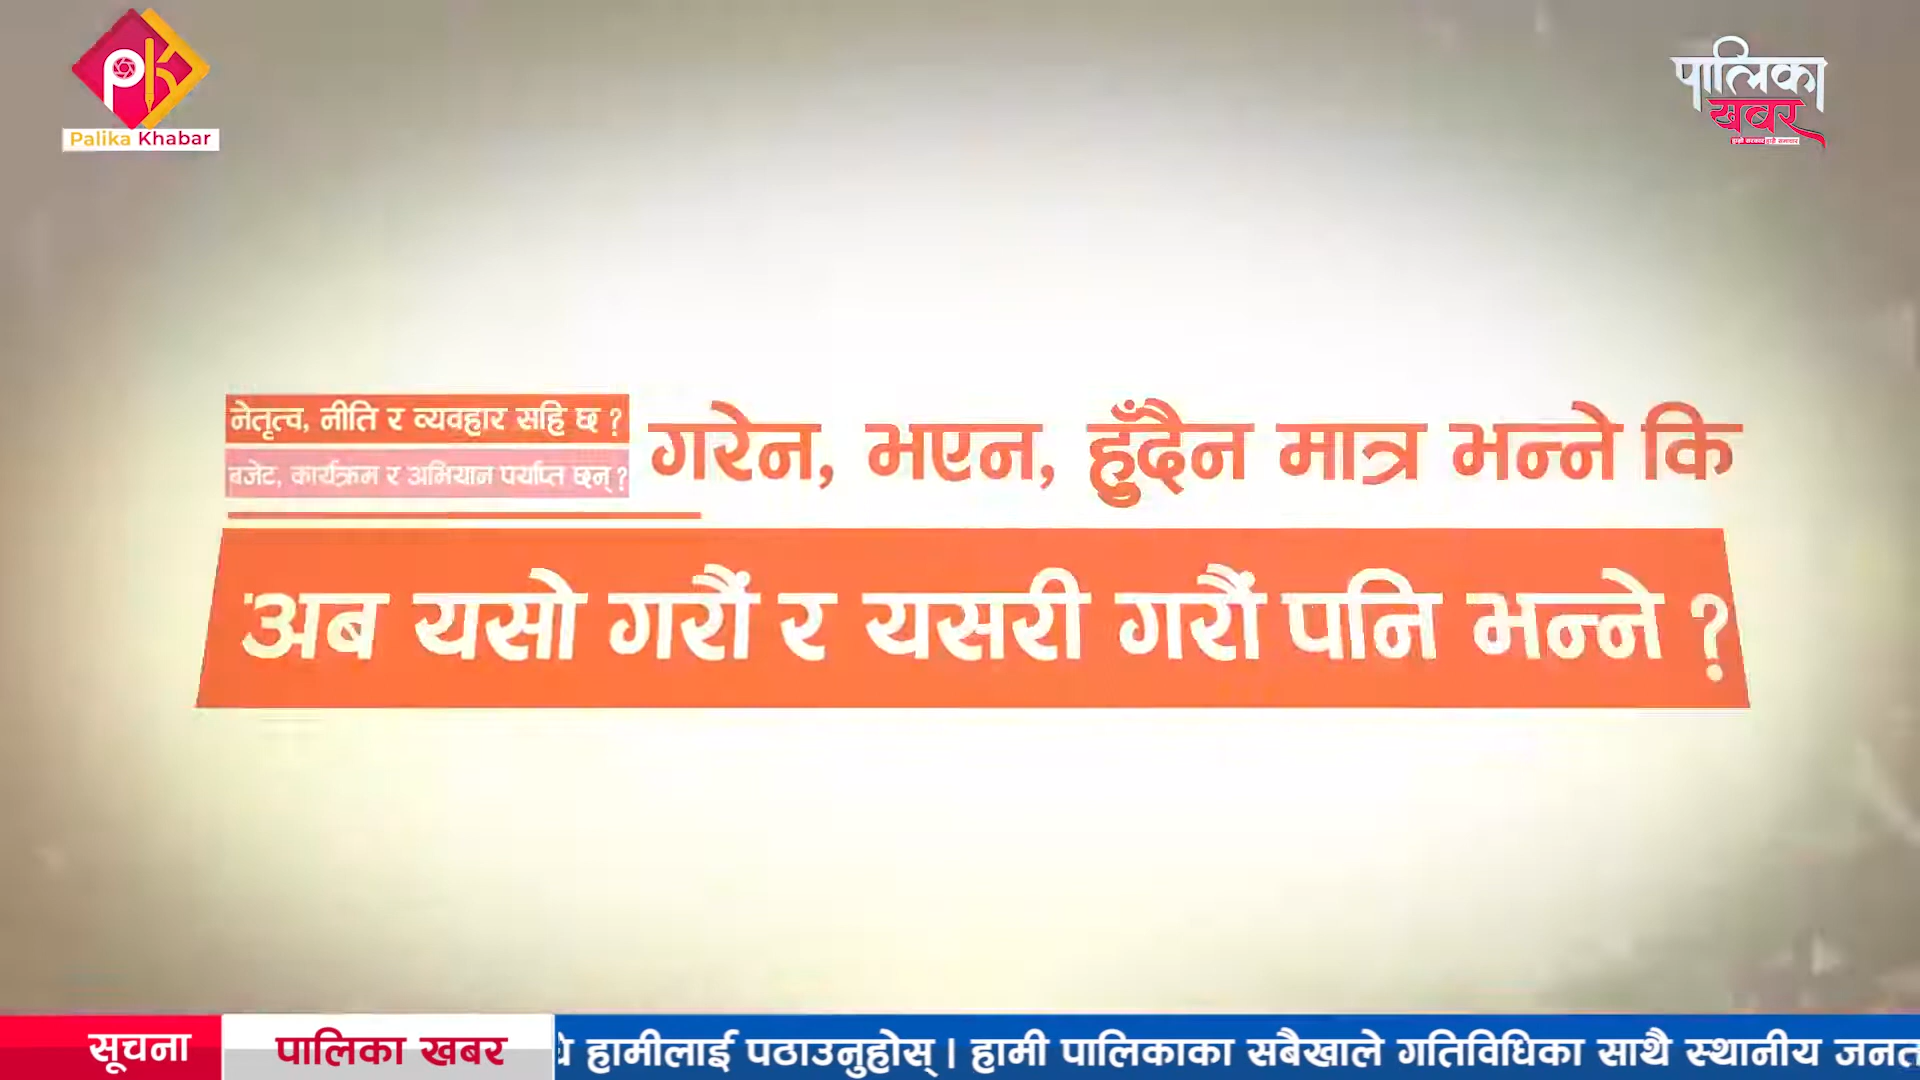 Palika Khabar
पालिका
खबर
नेतृत्व, नीति र व्यवहार सहि छ ?
बजेट, कार्यक्रम र अभियान पर्याप्त छन् ?
गरेन, भएन, हुँदैन मात्र भन्ने कि
अब यसो गरौं र यसरी गरौं पनि भन्ने ?
सूचना
पालिका खबर
हामीलाई पठाउनुहोस् । हामी पालिकाका सबैखाले गतिविधिका साथै स्थानीय